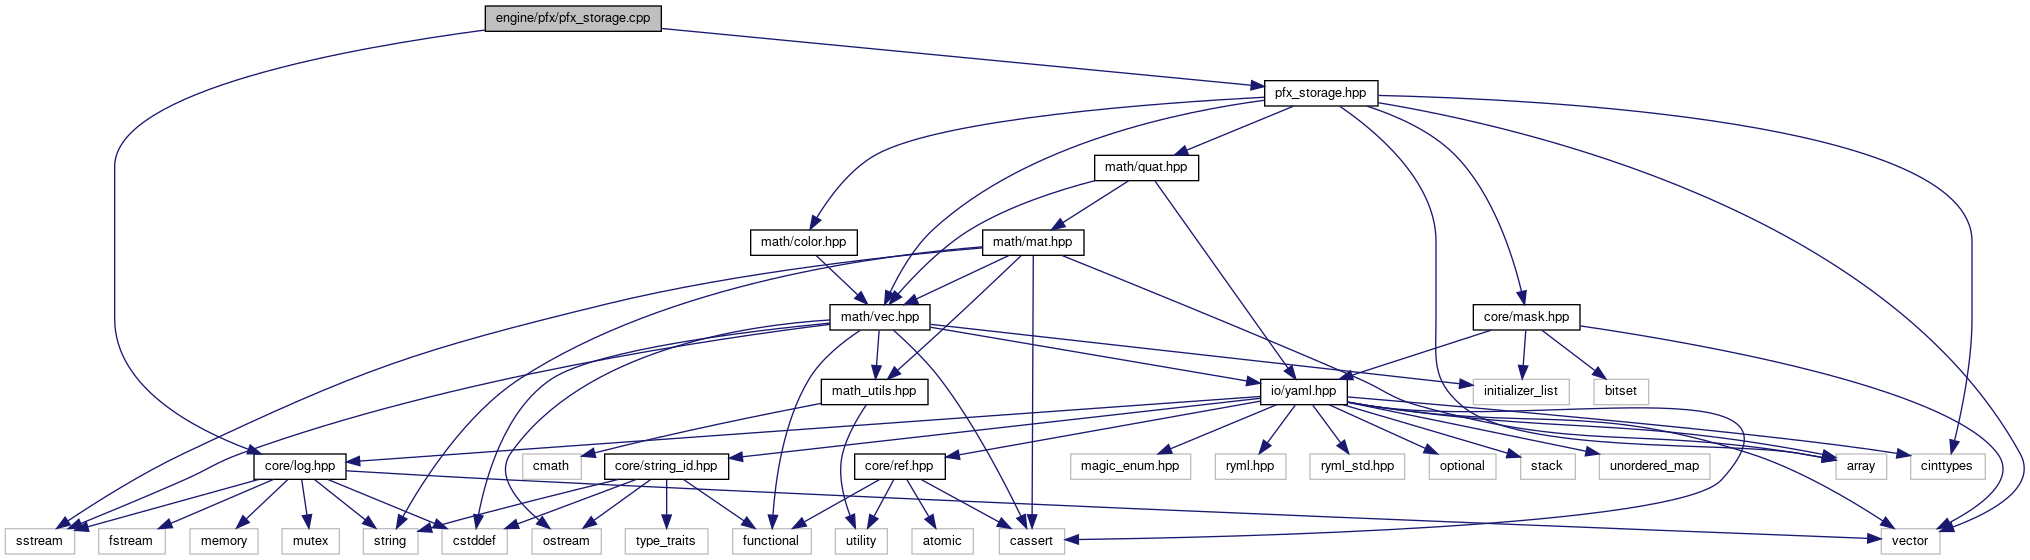 engine/pfx/pfx_storage.cpp
pfx_storage.hpp
math/quat.hpp
math/color.hpp
math/mat.hpp
math/vec.hpp
core/mask.hpp
math_utils.hpp
io/yaml.hpp
initializer_list
bitset
core/log.hpp
cmath
core/string_id.hpp
core/ref.hpp
magic_enum.hpp
ryml.hpp
ryml_std.hpp
optional
stack
unordered_map
array
cinttypes
sstream
fstream
memory
mutex
string
cstddef
ostream
type_traits
functional
utility
atomic
cassert
vector